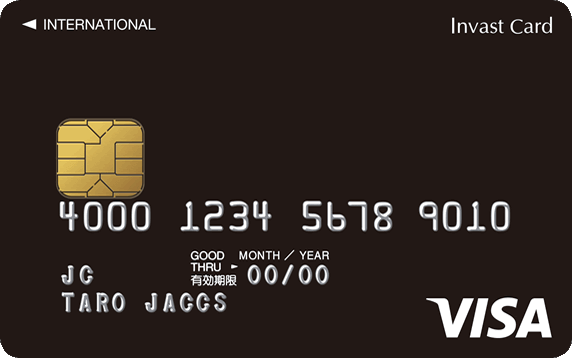 INTERNATIONAL
Invast Card
4000 1234 5678 9010
GOOD THRU MONTH / YEAR
有効期限 00/00
JC
TARO JACCS
VISA